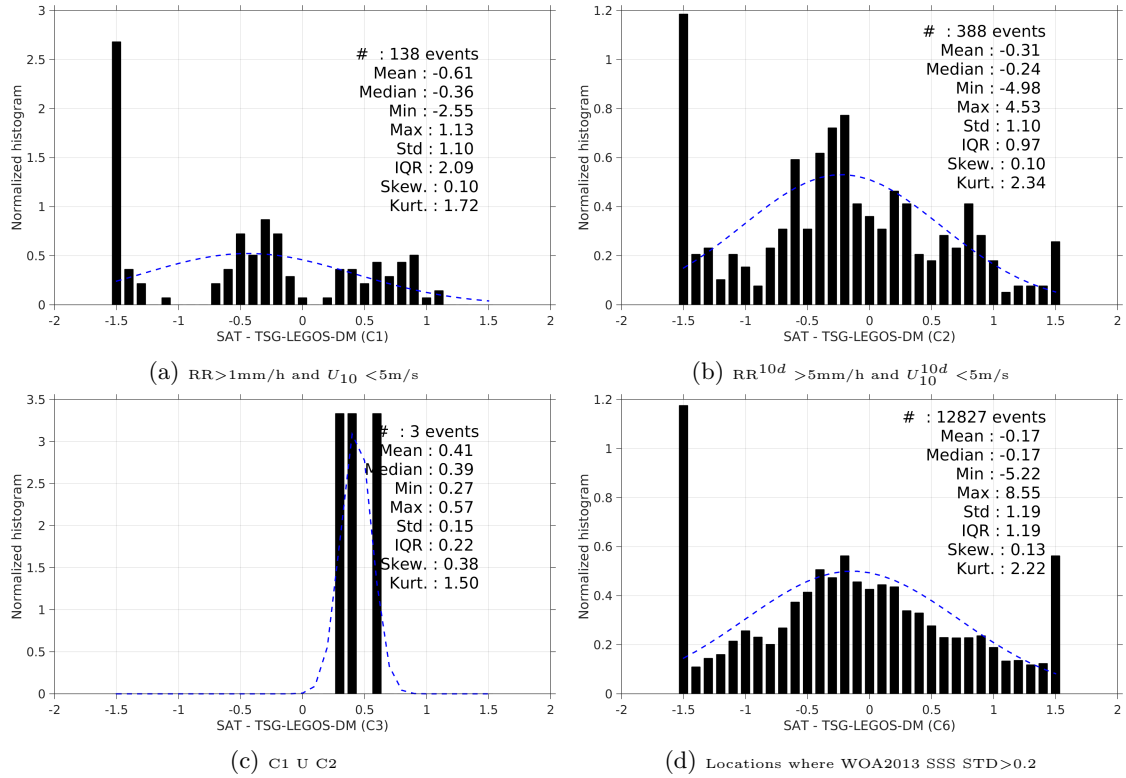 3
2.5
2
1.5
1
0.5
0
-2
-1.5
-1
-0.5
0
0.5
1
1.5
2
Normalized histogram
SAT - TSG-LEGOS-DM (C1)
# : 138 events
Mean : -0.61
Median : -0.36
Min : -2.55
Max : 1.13
Std : 1.10
IQR : 2.09
Skew. : 0.10
Kurt. : 1.72
(a) RR>1mm/h and U10 <5m/s
1.2
1
0.8
0.6
0.4
0.2
0
-2
-1.5
-1
-0.5
0
0.5
1
1.5
2
Normalized histogram
SAT - TSG-LEGOS-DM (C2)
# : 388 events
Mean : -0.31
Median : -0.24
Min : -4.98
Max : 4.53
Std : 1.10
IQR : 0.97
Skew. : 0.10
Kurt. : 2.34
(b) RR10d >5mm/h and U10 10d <5m/s
3.5
3
2.5
2
1.5
1
0.5
0
-2
-1.5
-1
-0.5
0
0.5
1
1.5
2
Normalized histogram
SAT - TSG-LEGOS-DM (C3)
# : 3 events
Mean : 0.41
Median : 0.39
Min : 0.27
Max : 0.57
Std : 0.15
IQR : 0.22
Skew. : 0.38
Kurt. : 1.50
(c) C1 U C2
1.2
1
0.8
0.6
0.4
0.2
0
-2
-1.5
-1
-0.5
0
0.5
1
1.5
2
Normalized histogram
SAT - TSG-LEGOS-DM (C6)
# : 12827 events
Mean : -0.17
Median : -0.17
Min : -5.22
Max : 8.55
Std : 1.19
IQR : 1.19
Skew. : 0.13
Kurt. : 2.22
(d) Locations where WOA2013 SSS STD>0.2